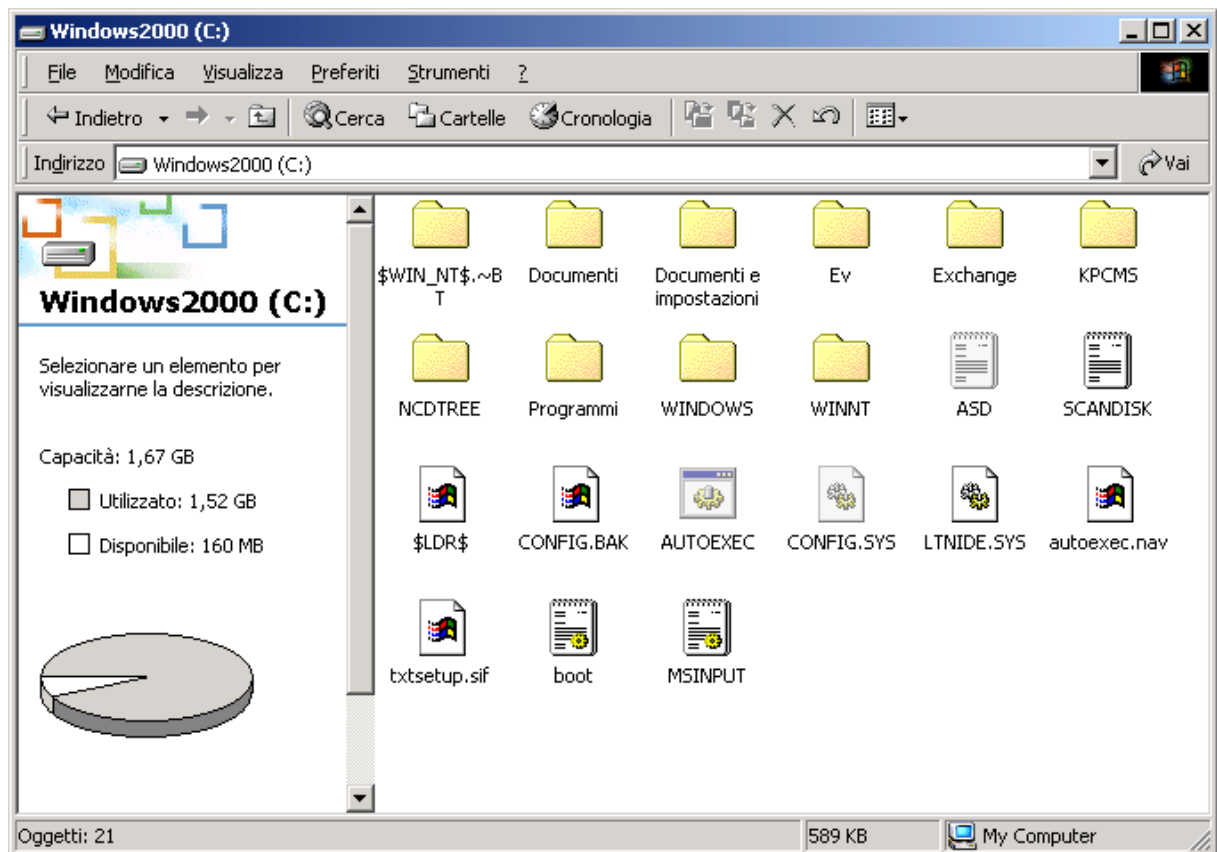 Windows2000 (C:)
File Modifica Visualizza Preferiti Strumenti ?
Indietro Cerca Cartelle Cronologia
Indirizzo Windows2000 (C:) Vai
Windows2000 (C:)
Selezionare un elemento per
visualizzarne la descrizione.
Capacità: 1,67 GB
Utilizzato: 1,52 GB
Disponibile: 160 MB
$WIN_NT$.~B
T
Documenti
Documenti e
impostazioni
Ev
Exchange
KPCMS
NCDTREE
Programmi
WINDOWS
WINNT
ASD
SCANDISK
$LDR$
CONFIG.BAK
AUTOEXEC
CONFIG.SYS
LTNIDE.SYS
autoexec.nav
txtsetup.sif
boot
MSINPUT
Oggetti: 21
589 KB
My Computer